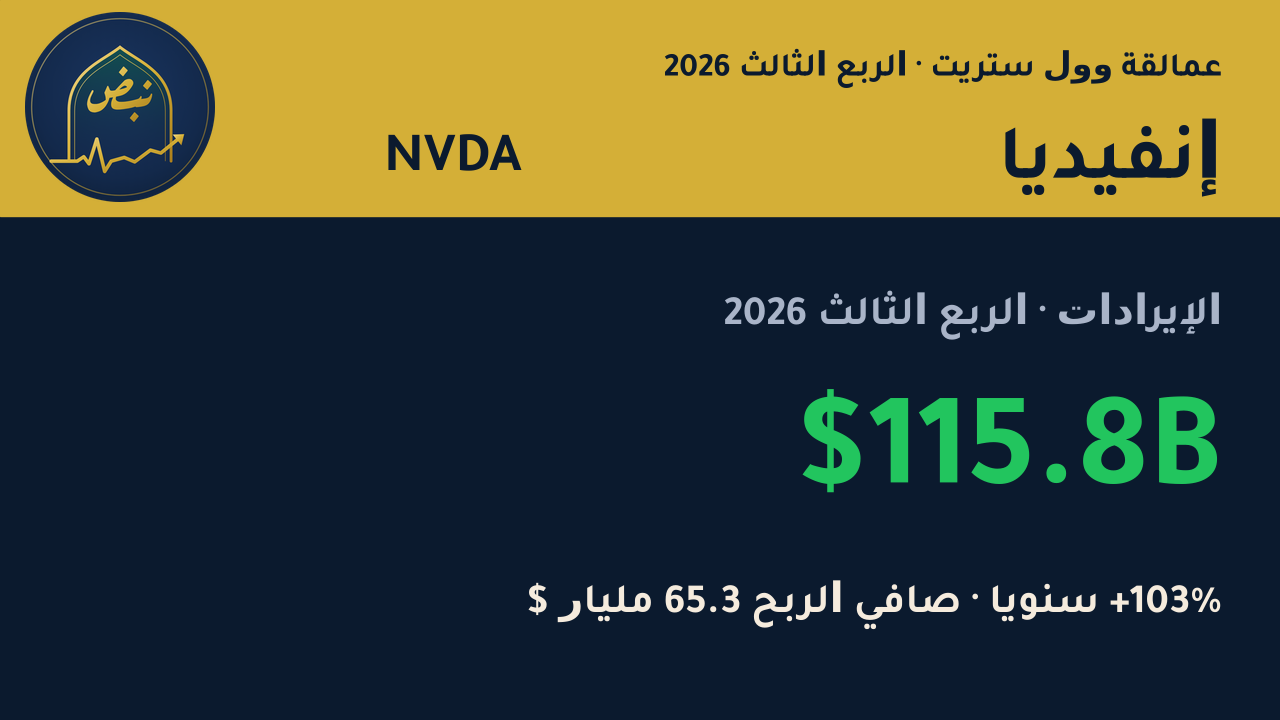 نبض
عمالقة وول ستريت · الربع الثالث 2026
إنفيديا
NVDA
الإيرادات · الربع الثالث 2026
$115.8B
+103% سنويا · صافي الربح 65.3 مليار $